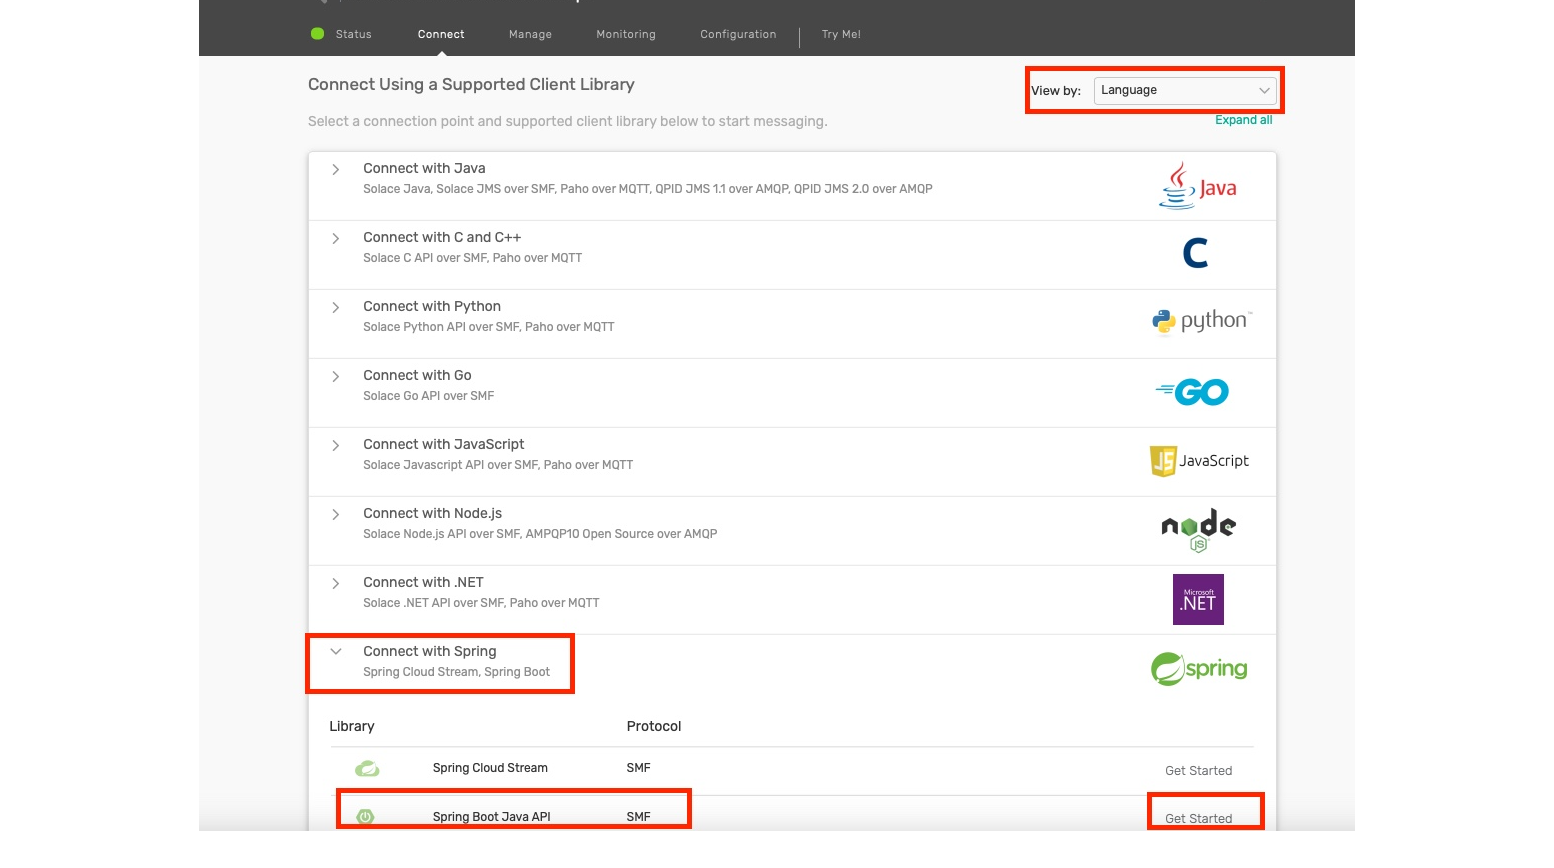 Status Connect Manage Monitoring Configuration Try Me!
Connect Using a Supported Client Library
View by: Language
Select a connection point and supported client library below to start messaging.
Expand all
Connect with Java
Solace Java, Solace JMS over SMF, Paho over MQTT, QPID JMS 1.1 over AMQP, QPID JMS 2.0 over AMQP
Java
Connect with C and C++
Solace C API over SMF, Paho over MQTT
C
Connect with Python
Solace Python API over SMF, Paho over MQTT
python™
Connect with Go
Solace Go API over SMF
GO
Connect with JavaScript
Solace Javascript API over SMF, Paho over MQTT
JS JavaScript
Connect with Node.js
Solace Node.js API over SMF, AMPQP10 Open Source over AMQP
node
JS
Connect with .NET
Solace .NET API over SMF, Paho over MQTT
Microsoft
.NET
Connect with Spring
Spring Cloud Stream, Spring Boot
spring
Library Protocol
Spring Cloud Stream SMF Get Started
Spring Boot Java API SMF Get Started